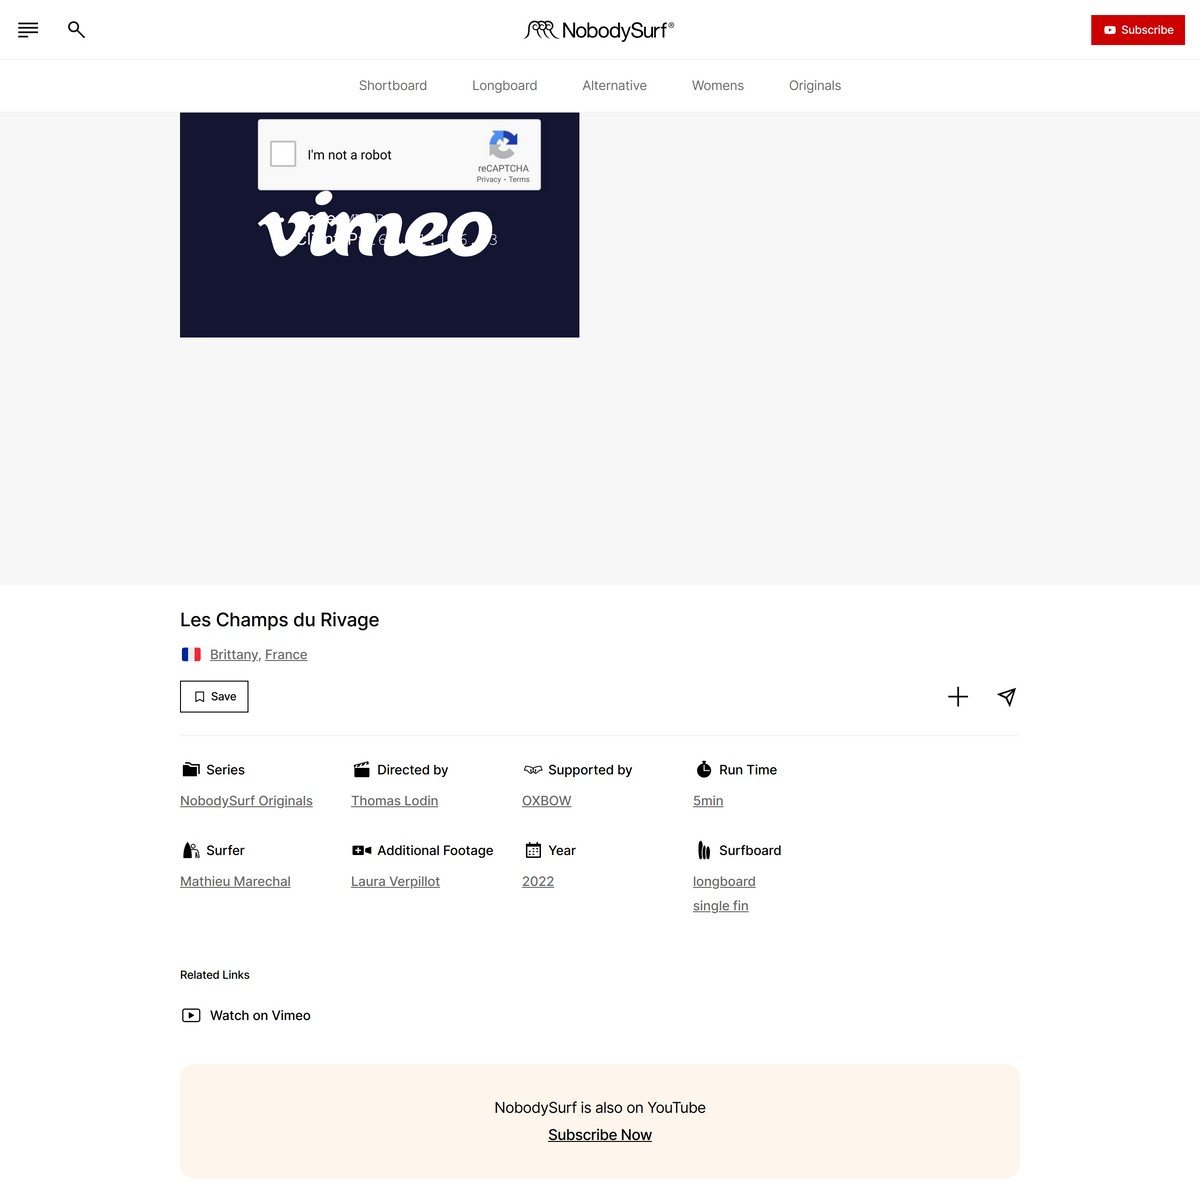 NobodySurf®
Subscribe
Shortboard
Longboard
Alternative
Womens
Originals
I'm not a robot
reCAPTCHA
Privacy - Terms
vimeo
Les Champs du Rivage
Brittany, France
Save
Series
NobodySurf Originals
Directed by
Thomas Lodin
Supported by
OXBOW
Run Time
5min
Surfer
Mathieu Marechal
Additional Footage
Laura Verpillot
Year
2022
Surfboard
longboard
single fin
Related Links
Watch on Vimeo
NobodySurf is also on YouTube
Subscribe Now